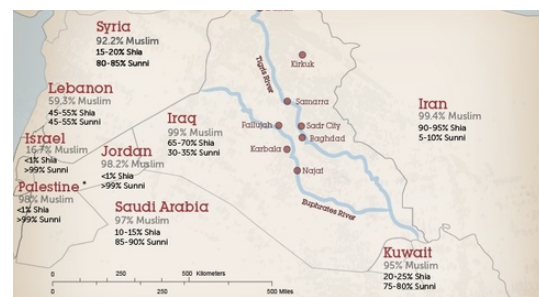 Syria
92.2% Muslim
15-20% Shia
80-85% Sunni
Lebanon
59.3% Muslim
45-55% Shia
45-55% Sunni
Israel
16.7% Muslim
<1% Shia
>99% Sunni
Palestine
98% Muslim
<1% Shia
>99% Sunni
Jordan
98.2% Muslim
<1% Shia
>99% Sunni
Iraq
99% Muslim
65-70% Shia
30-35% Sunni
Saudi Arabia
97% Muslim
10-15% Shia
85-90% Sunni
Tigris River
Kirkuk
Samarra
Fallujah
Sadr City
Baghdad
Karbala
Najaf
Euphrates River
Iran
99.4% Muslim
90-95% Shia
5-10% Sunni
Kuwait
95% Muslim
20-25% Shia
75-80% Sunni
0 250 500 Kilometers
0 250 500 Miles